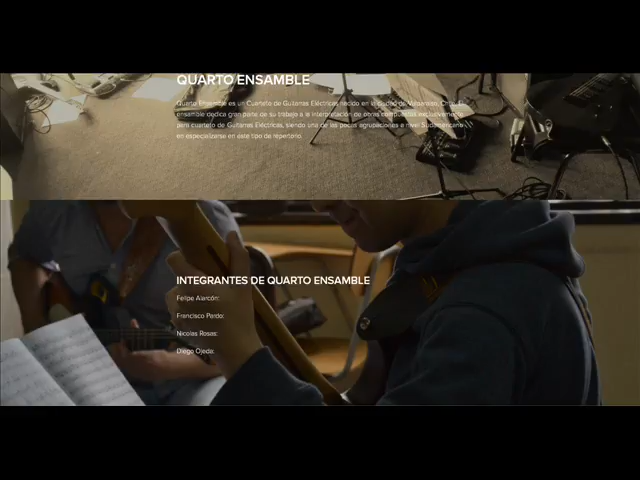 QUARTO ENSAMBLE
Quarto Ensamble es un Cuarteto de Guitarras Eléctricas nacido en la ciudad de Valparaíso, Chile. El
ensamble dedica gran parte de su trabajo a la interpretación de obras compuestas exclusivamente
para cuarteto de Guitarras Eléctricas, siendo una de las pocas agrupaciones a nivel Sudamericano
en especializarse en este tipo de repertorio.
INTEGRANTES DE QUARTO ENSAMBLE
Felipe Alarcón:
Francisco Pardo:
Nicolas Rosas:
Diego Ojeda: